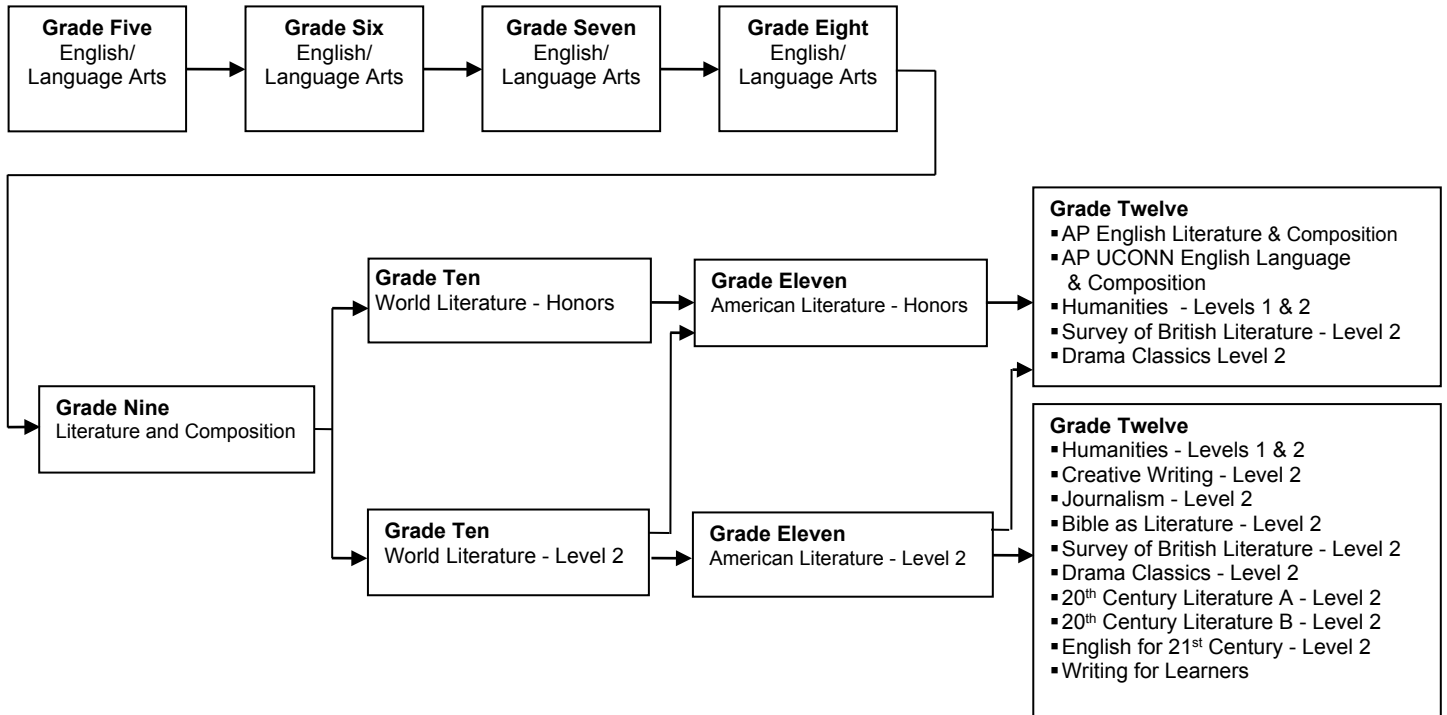 Grade Five
English/
Language Arts
Grade Six
English/
Language Arts
Grade Seven
English/
Language Arts
Grade Eight
English/
Language Arts
Grade Nine
Literature and Composition
Grade Ten
World Literature - Honors
Grade Eleven
American Literature - Honors
Grade Twelve
▪AP English Literature & Composition
▪AP UCONN English Language
& Composition
▪Humanities - Levels 1 & 2
▪Survey of British Literature - Level 2
▪Drama Classics Level 2
Grade Ten
World Literature - Level 2
Grade Eleven
American Literature - Level 2
Grade Twelve
▪Humanities - Levels 1 & 2
▪Creative Writing - Level 2
▪Journalism - Level 2
▪Bible as Literature - Level 2
▪Survey of British Literature - Level 2
▪Drama Classics - Level 2
▪20th Century Literature A - Level 2
▪20th Century Literature B - Level 2
▪English for 21st Century - Level 2
▪Writing for Learners